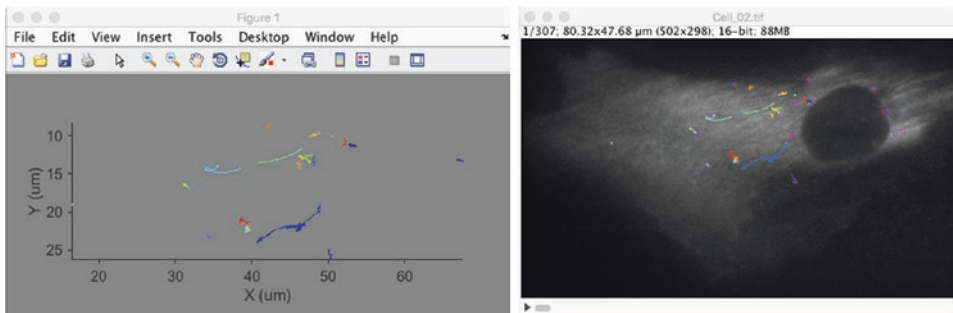 Figure 1
File Edit View Insert Tools Desktop Window Help
10
15
20
25
Y (um)
20 30 40 50 60
X (um)
Cell_02.tif
1/307; 80.32x47.68 µm (502x298); 16-bit; 88MB